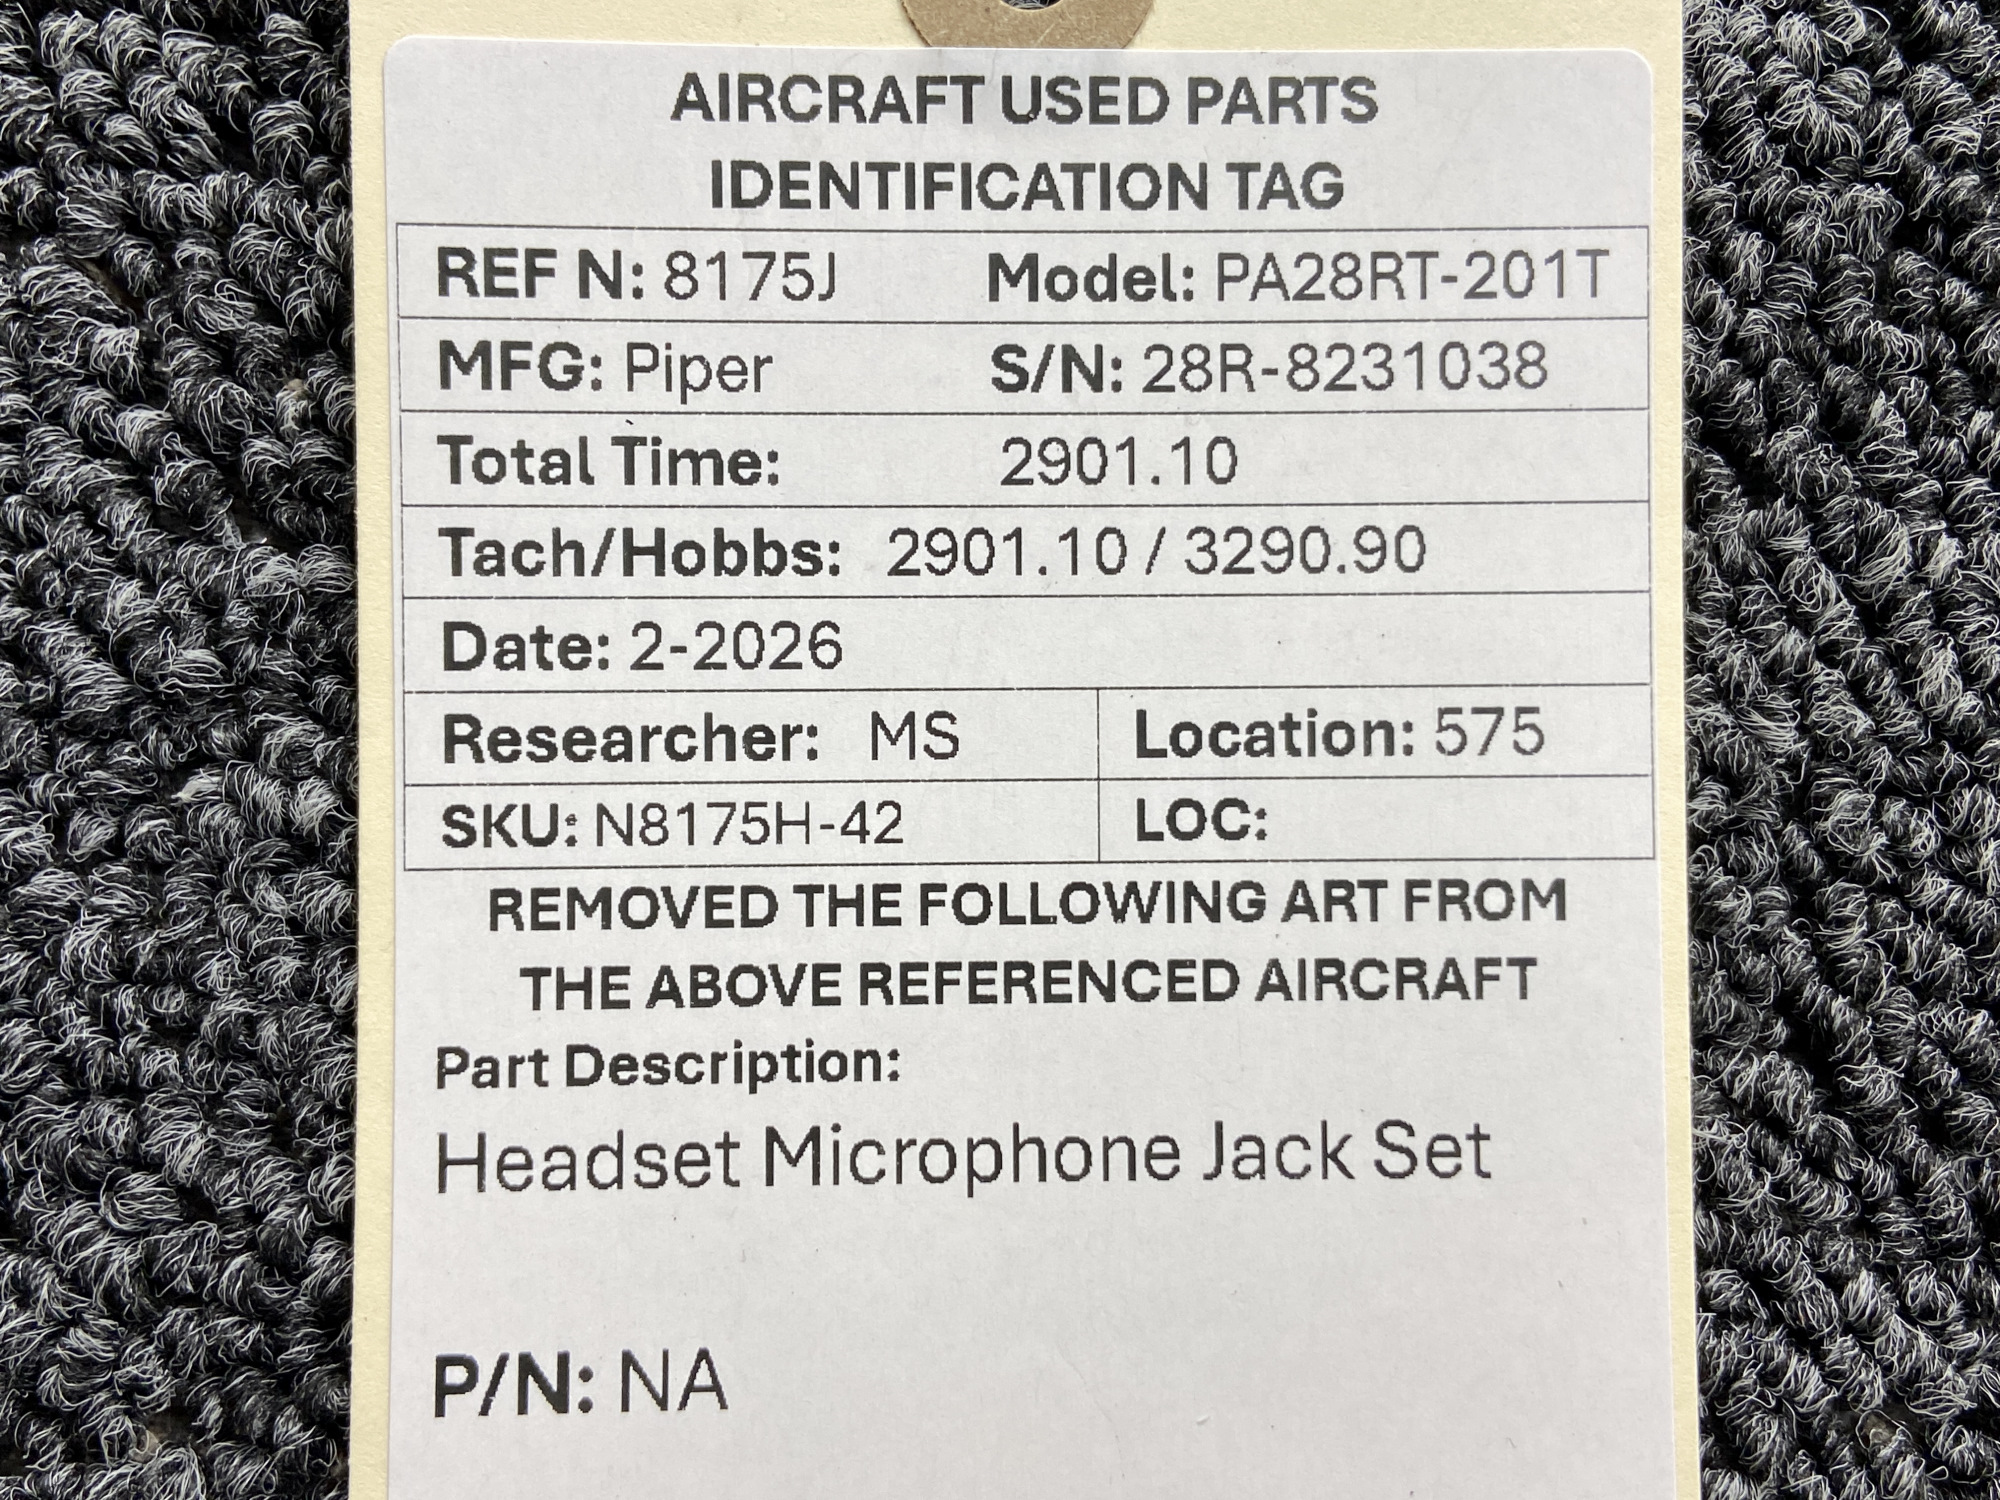 AIRCRAFT USED PARTS
IDENTIFICATION TAG
REF N: 8175J Model: PA28RT-201T
MFG: Piper S/N: 28R-8231038
Total Time: 2901.10
Tach/Hobbs: 2901.10 / 3290.90
Date: 2-2026
Researcher: MS Location: 575
SKU: N8175H-42 LOC:
REMOVED THE FOLLOWING ART FROM
THE ABOVE REFERENCED AIRCRAFT
Part Description:
Headset Microphone Jack Set
P/N: NA